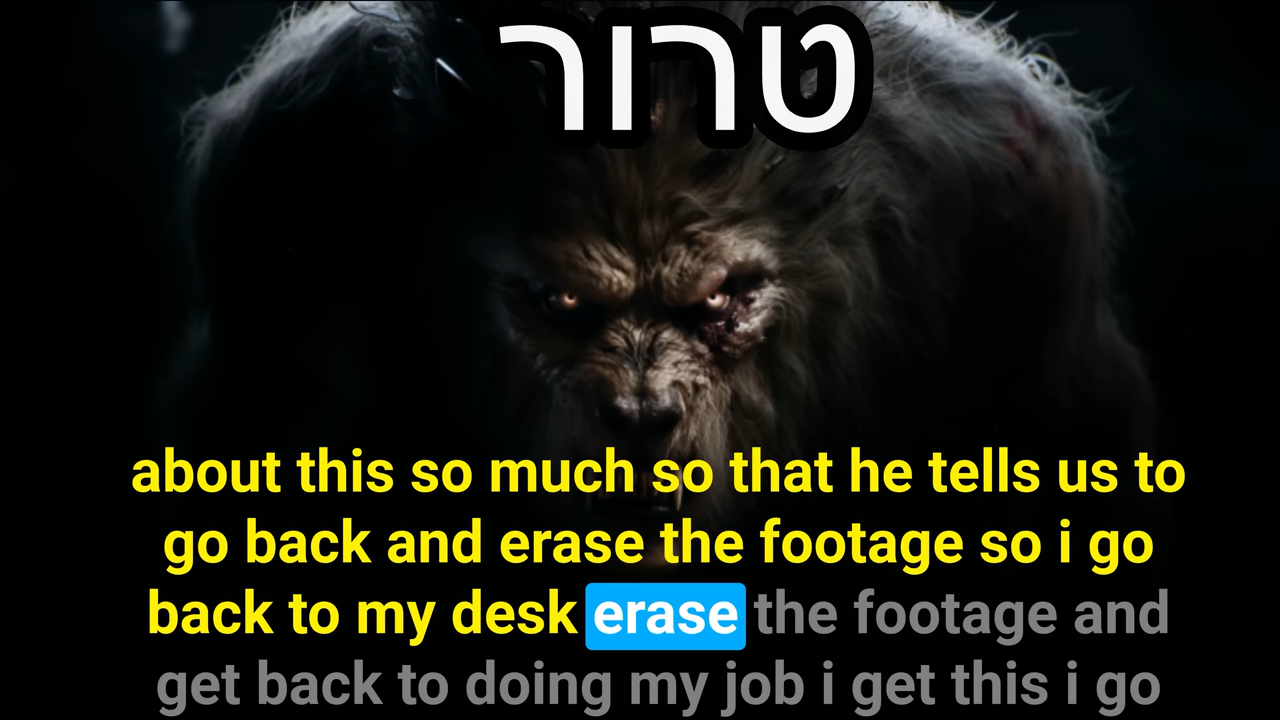 טרור
about this so much so that he tells us to
go back and erase the footage so i go
back to my desk erase the footage and
get back to doing my job i get this i go